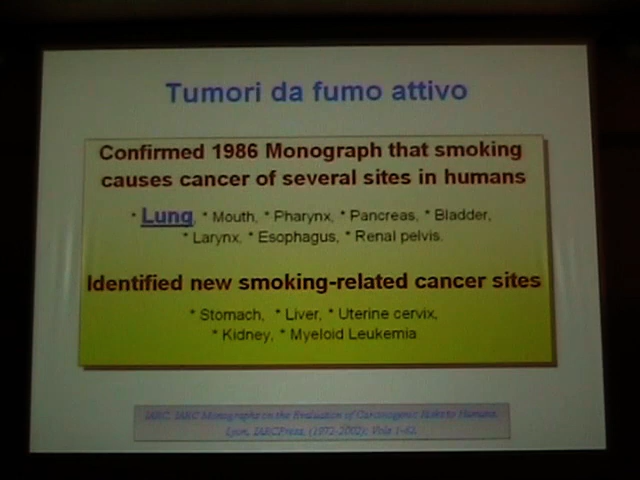 Tumori da fumo attivo
Confirmed 1986 Monograph that smoking
causes cancer of several sites in humans
* Lung, * Mouth, * Pharynx, * Pancreas, * Bladder,
* Larynx, * Esophagus, * Renal pelvis.
Identified new smoking-related cancer sites
* Stomach, * Liver, * Uterine cervix,
* Kidney, * Myeloid Leukemia
IARC. IARC Monographs on the Evaluation of Carcinogenic Risks to Humans.
Lyon, IARCPress, (1972-2002); Vols 1-82.